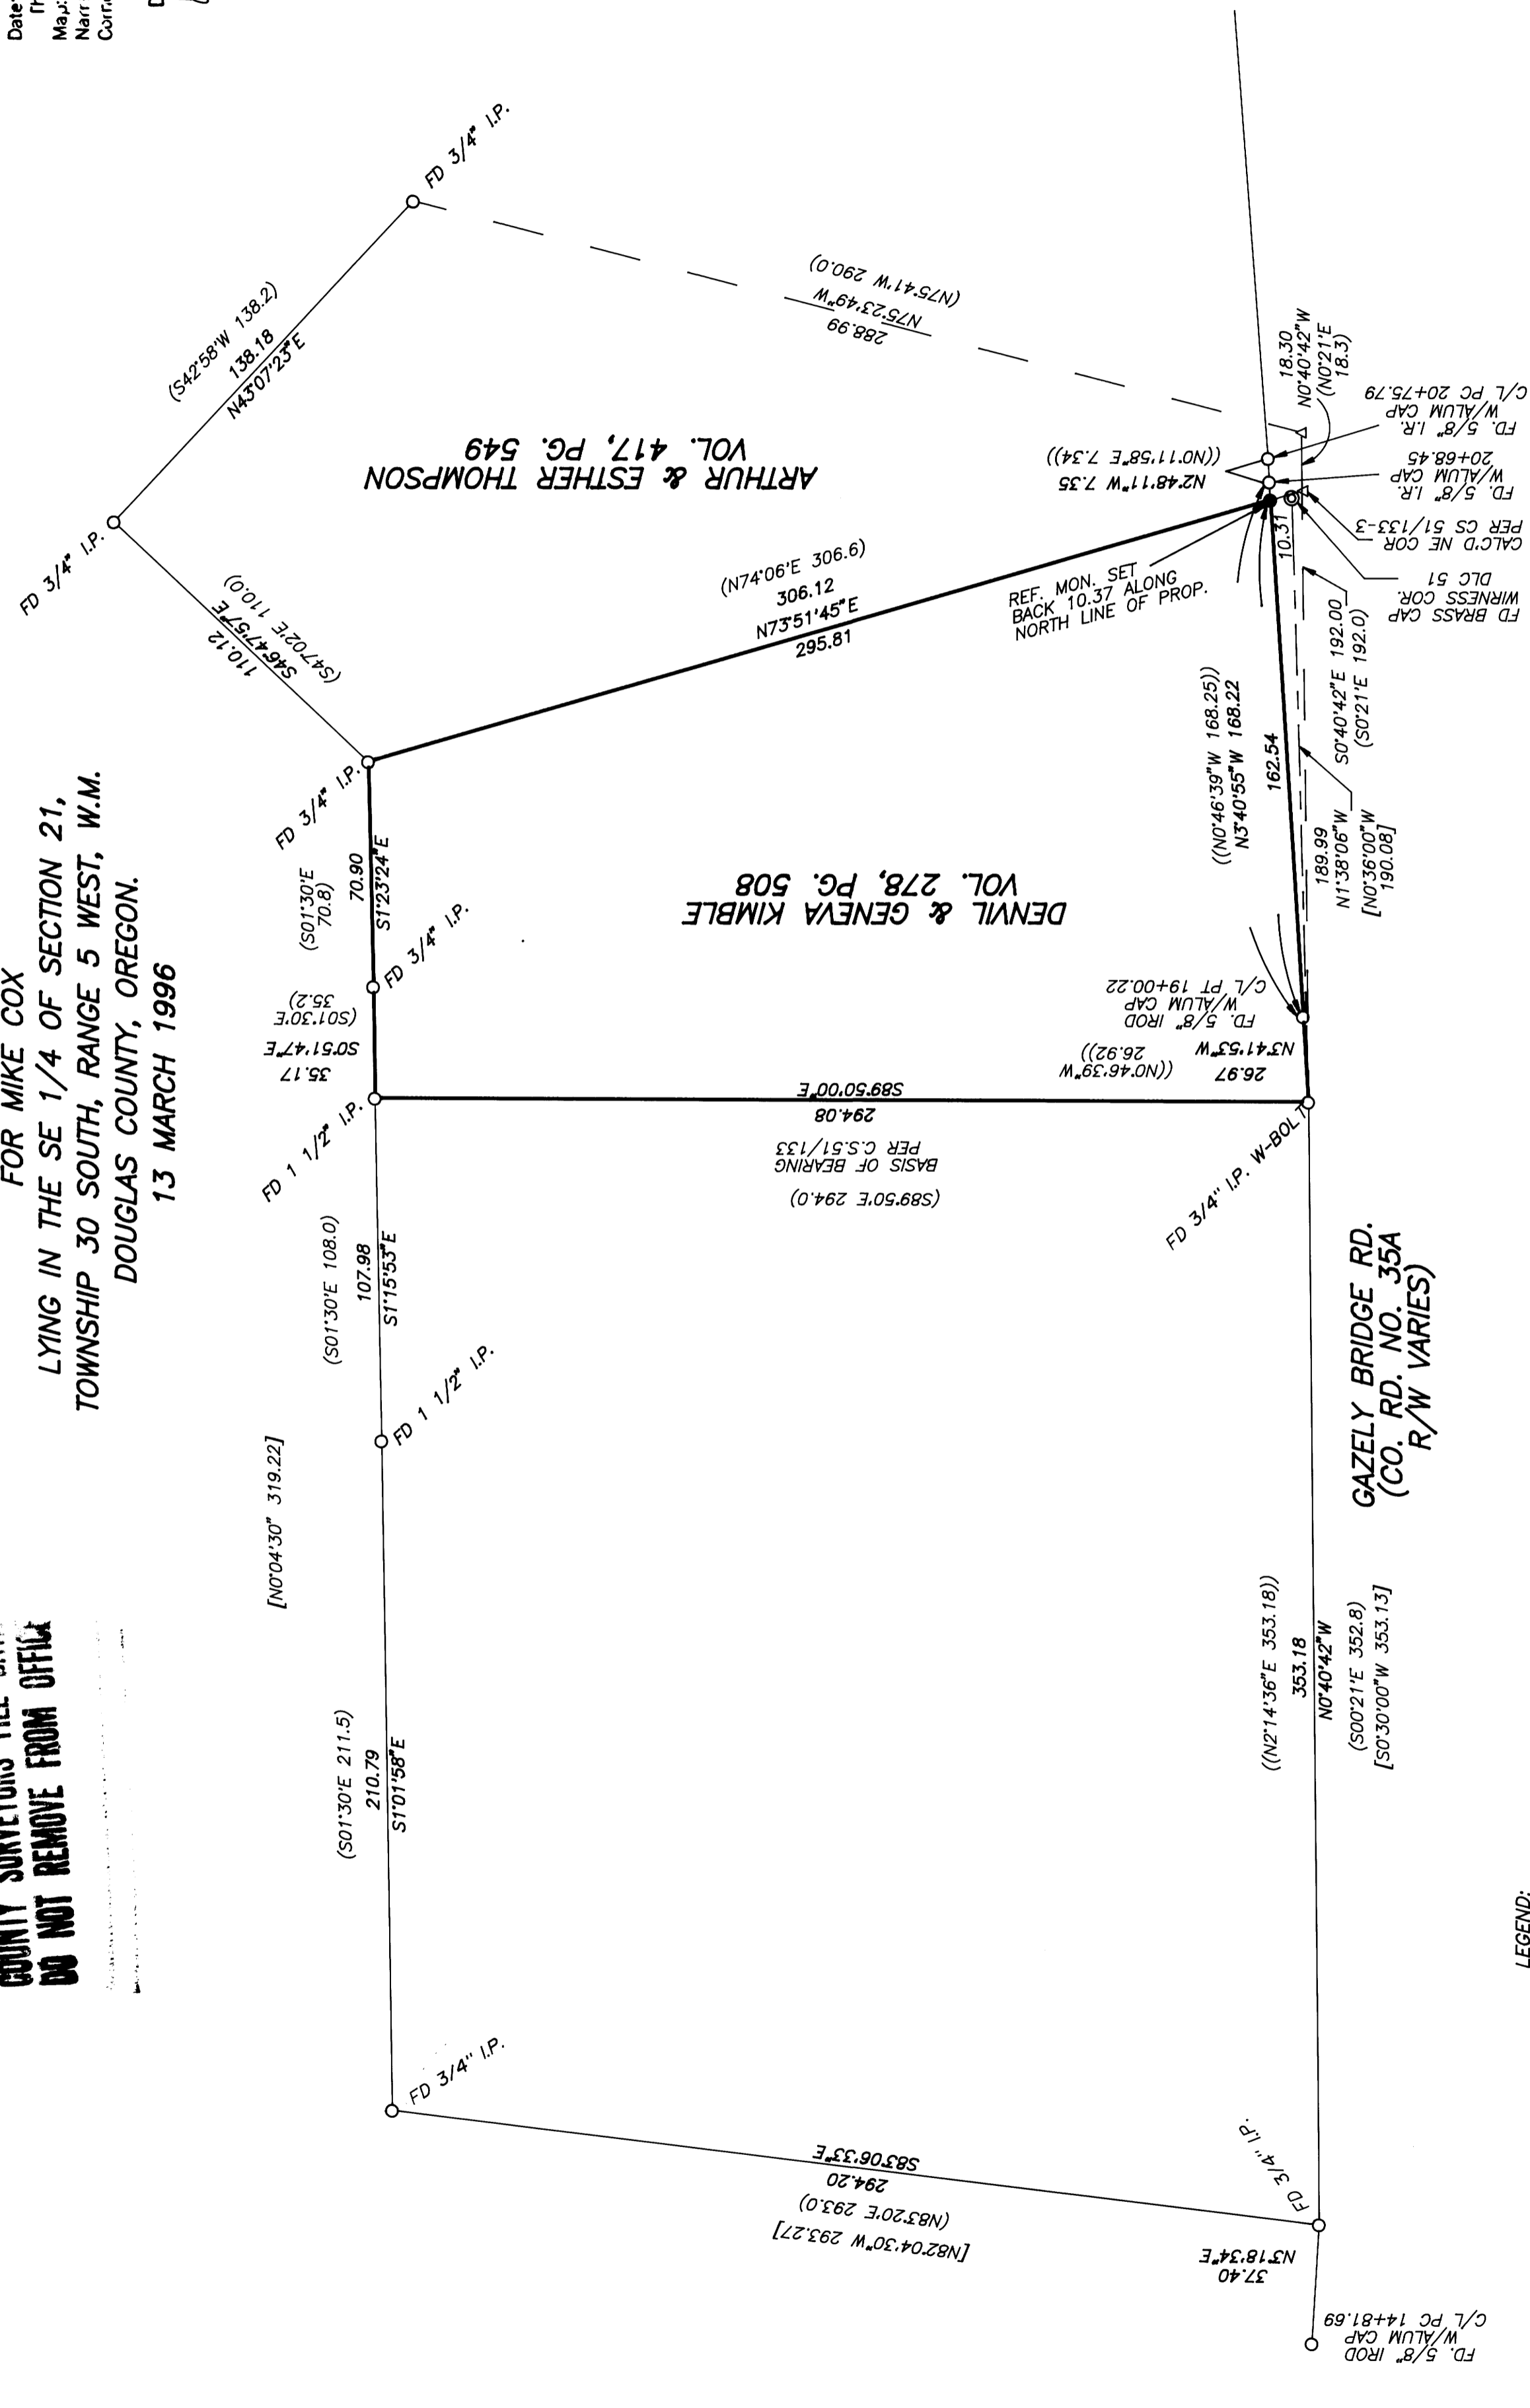 FOR MIKE COX
LYING IN THE SE 1/4 OF SECTION 21,
TOWNSHIP 30 SOUTH, RANGE 5 WEST, W.M.
DOUGLAS COUNTY, OREGON.
13 MARCH 1996
COUNTY SURVEYORS
DO NOT REMOVE FROM OFFICE
Date:
FD 3/4" I.P.
(S42°58'W 138.2)
138.18
N43°07'23"E
FD 3/4" I.P.
110.12
S46°47'57"E
(S47°02'E 110.0)
288.99
N75°23'49"W
(N75°41'W 290.0)
ARTHUR & ESTHER THOMPSON
VOL. 417, PG. 549
FD 3/4" I.P.
(N74°06'E 306.6)
306.12
N73°51'45"E
295.81
REF. MON. SET
BACK 10.37 ALONG
NORTH LINE OF PROP.
N2°48'11"W 7.35
((N0°11'58"E 7.34))
18.30
N0°40'42"W
(N0°21'E
18.3)
FD. 5/8" I.R.
W/ALUM CAP
C/L PC 20+75.79
FD. 5/8" I.R.
W/ALUM CAP
20+68.45
CALC'D NE COR
PER CS 51/133-3
FD BRASS CAP
WIRNESS COR.
DLC 51
10.31
S0°40'42"E 192.00
(S0°21'E 192.0)
((N0°46'39"W 168.25))
N3°40'55"W 168.22
162.54
189.99
N1°38'06"W
[N0°36'00"W
190.08]
(S01°30'E
70.8)
70.90
S1°23'24"E
FD 3/4" I.P.
DENVIL & GENEVA KIMBLE
VOL. 278, PG. 508
35.17
S0°51'47"E
(S01°30'E
35.2)
FD. 5/8" IROD
W/ALUM CAP
C/L PT 19+00.22
26.97
N3°41'53"W
((N0°46'39"W
26.92))
FD 1 1/2" I.P.
S89°50'00"E
294.08
BASIS OF BEARING
PER C.S.51/133
(S89°50'E 294.0)
FD 3/4" I.P. W-BOLT
(S01°30'E 108.0)
107.98
S1°15'53"E
FD 1 1/2" I.P.
[N0°04'30" 319.22]
GAZELY BRIDGE RD.
(CO. RD. NO. 35A
R/W VARIES)
(S01°30'E 211.5)
210.79
S1°01'58"E
((N2°14'36"E 353.18))
353.18
N0°40'42"W
(S00°21'E 352.8)
[S0°30'00"W 353.13]
FD 3/4" I.P.
S83°06'33"E
294.20
(N83°20'E 293.0)
[N82°04'30"W 293.27]
FD 3/4" I.P.
37.40
N3°18'34"E
FD. 5/8" IROD
W/ALUM CAP
C/L PC 14+81.69
LEGEND: